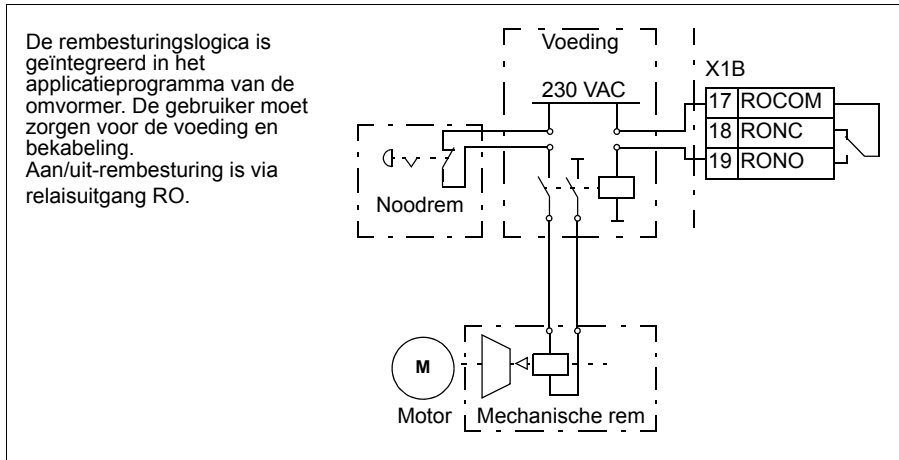 De rembesturingslogica is
geïntegreerd in het
applicatieprogramma van de
omvormer. De gebruiker moet
zorgen voor de voeding en
bekabeling.
Aan/uit-rembesturing is via
relaisuitgang RO.
Voeding
230 VAC
X1B
17 ROCOM
18 RONC
19 RONO
Noodrem
M
Motor
Mechanische rem